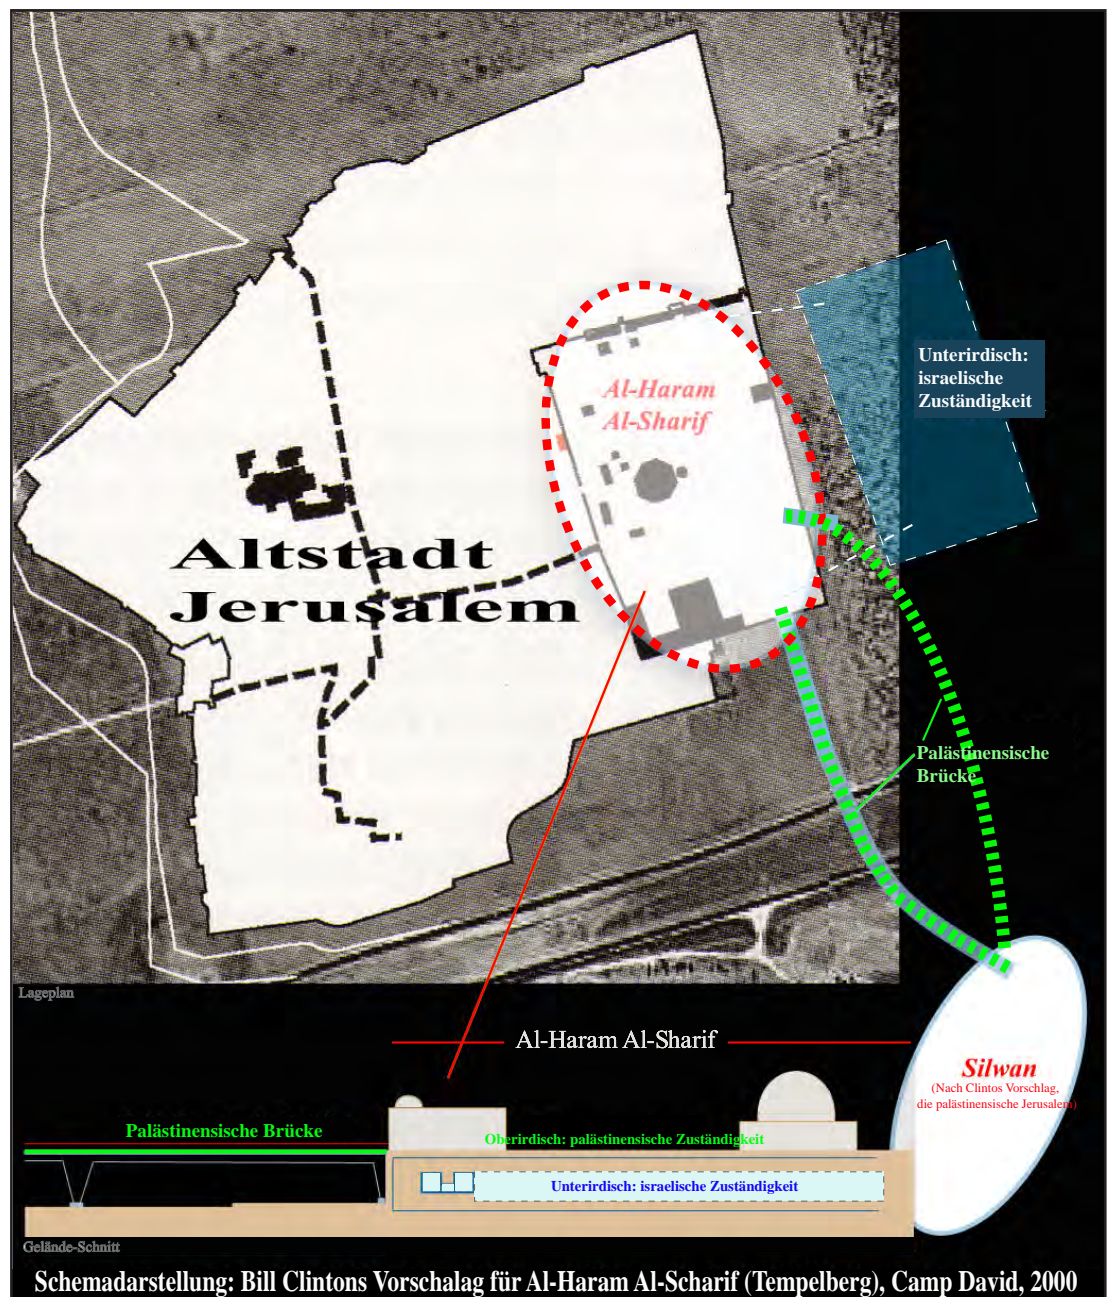 Al-Haram
Al-Sharif
Unterirdisch:
israelische
Zuständigkeit
Altstadt
Jerusalem
Palästinensische
Brücke
Lageplan
Al-Haram Al-Sharif
Silwan
(Nach Clintos Vorschlag,
die palästinensische Jerusalem)
Palästinensische Brücke
Oberirdisch: palästinensische Zuständigkeit
Unterirdisch: israelische Zuständigkeit
Gelände-Schnitt
Schemadarstellung: Bill Clintons Vorschalag für Al-Haram Al-Scharif (Tempelberg), Camp David, 2000